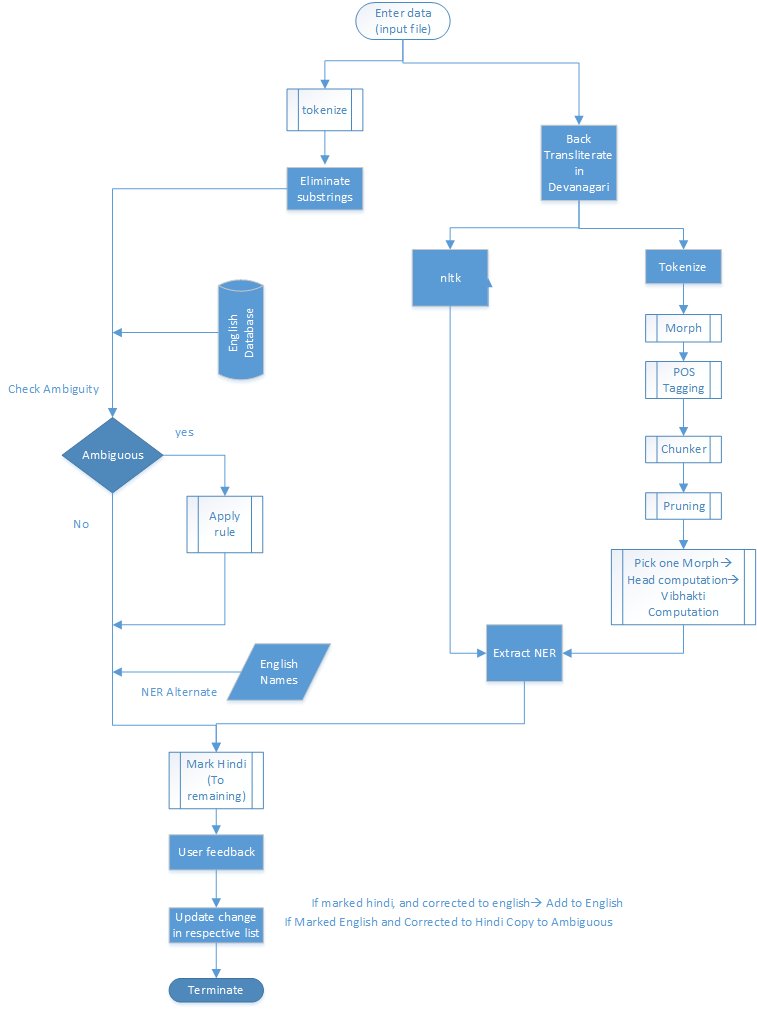 Enter data
(input file)
tokenize
Back
Transliterate
in
Devanagari
Eliminate
substrings
nltk
Tokenize
English
Database
Morph
POS
Tagging
Check Ambiguity
yes
Ambiguous
Chunker
No
Apply
rule
Pruning
Pick one Morph→
Head computation→
Vibhakti
Computation
Extract NER
English
Names
NER Alternate
Mark Hindi
(To
remaining)
User feedback
If marked hindi, and corrected to english→ Add to English
If Marked English and Corrected to Hindi Copy to Ambiguous
Update change
in respective list
Terminate